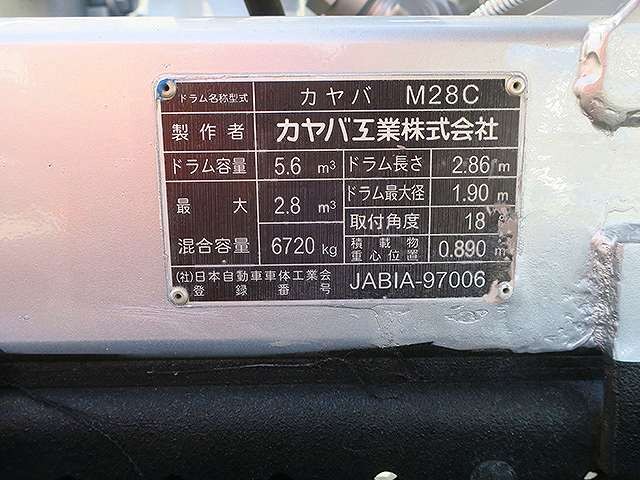 ドラム名称型式 カヤバ M28C
製作者 カヤバ工業株式会社
ドラム容量 5.6 m³ ドラム長さ 2.86 m
最大 2.8 m³ ドラム最大径 1.90 m
混合容量 6720 kg 取付角度 18
積載物重心位置 0.890 m
(社)日本自動車車体工業会
登録番号 JABIA-97006